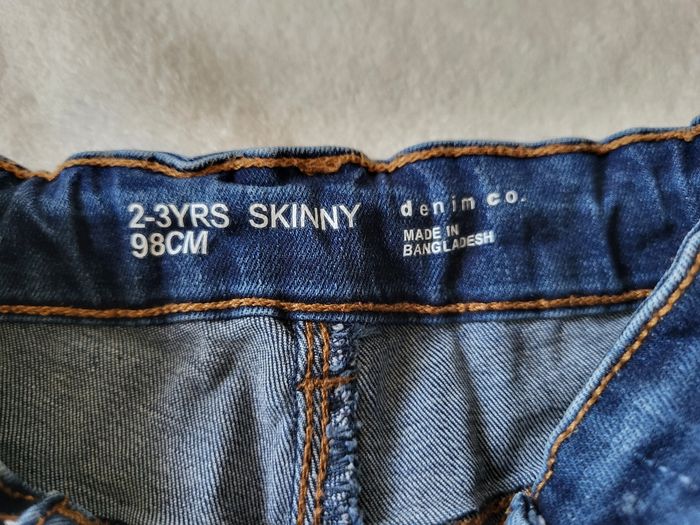 2-3YRS SKINNY
98CM
denim co.
MADE IN
BANGLADESH